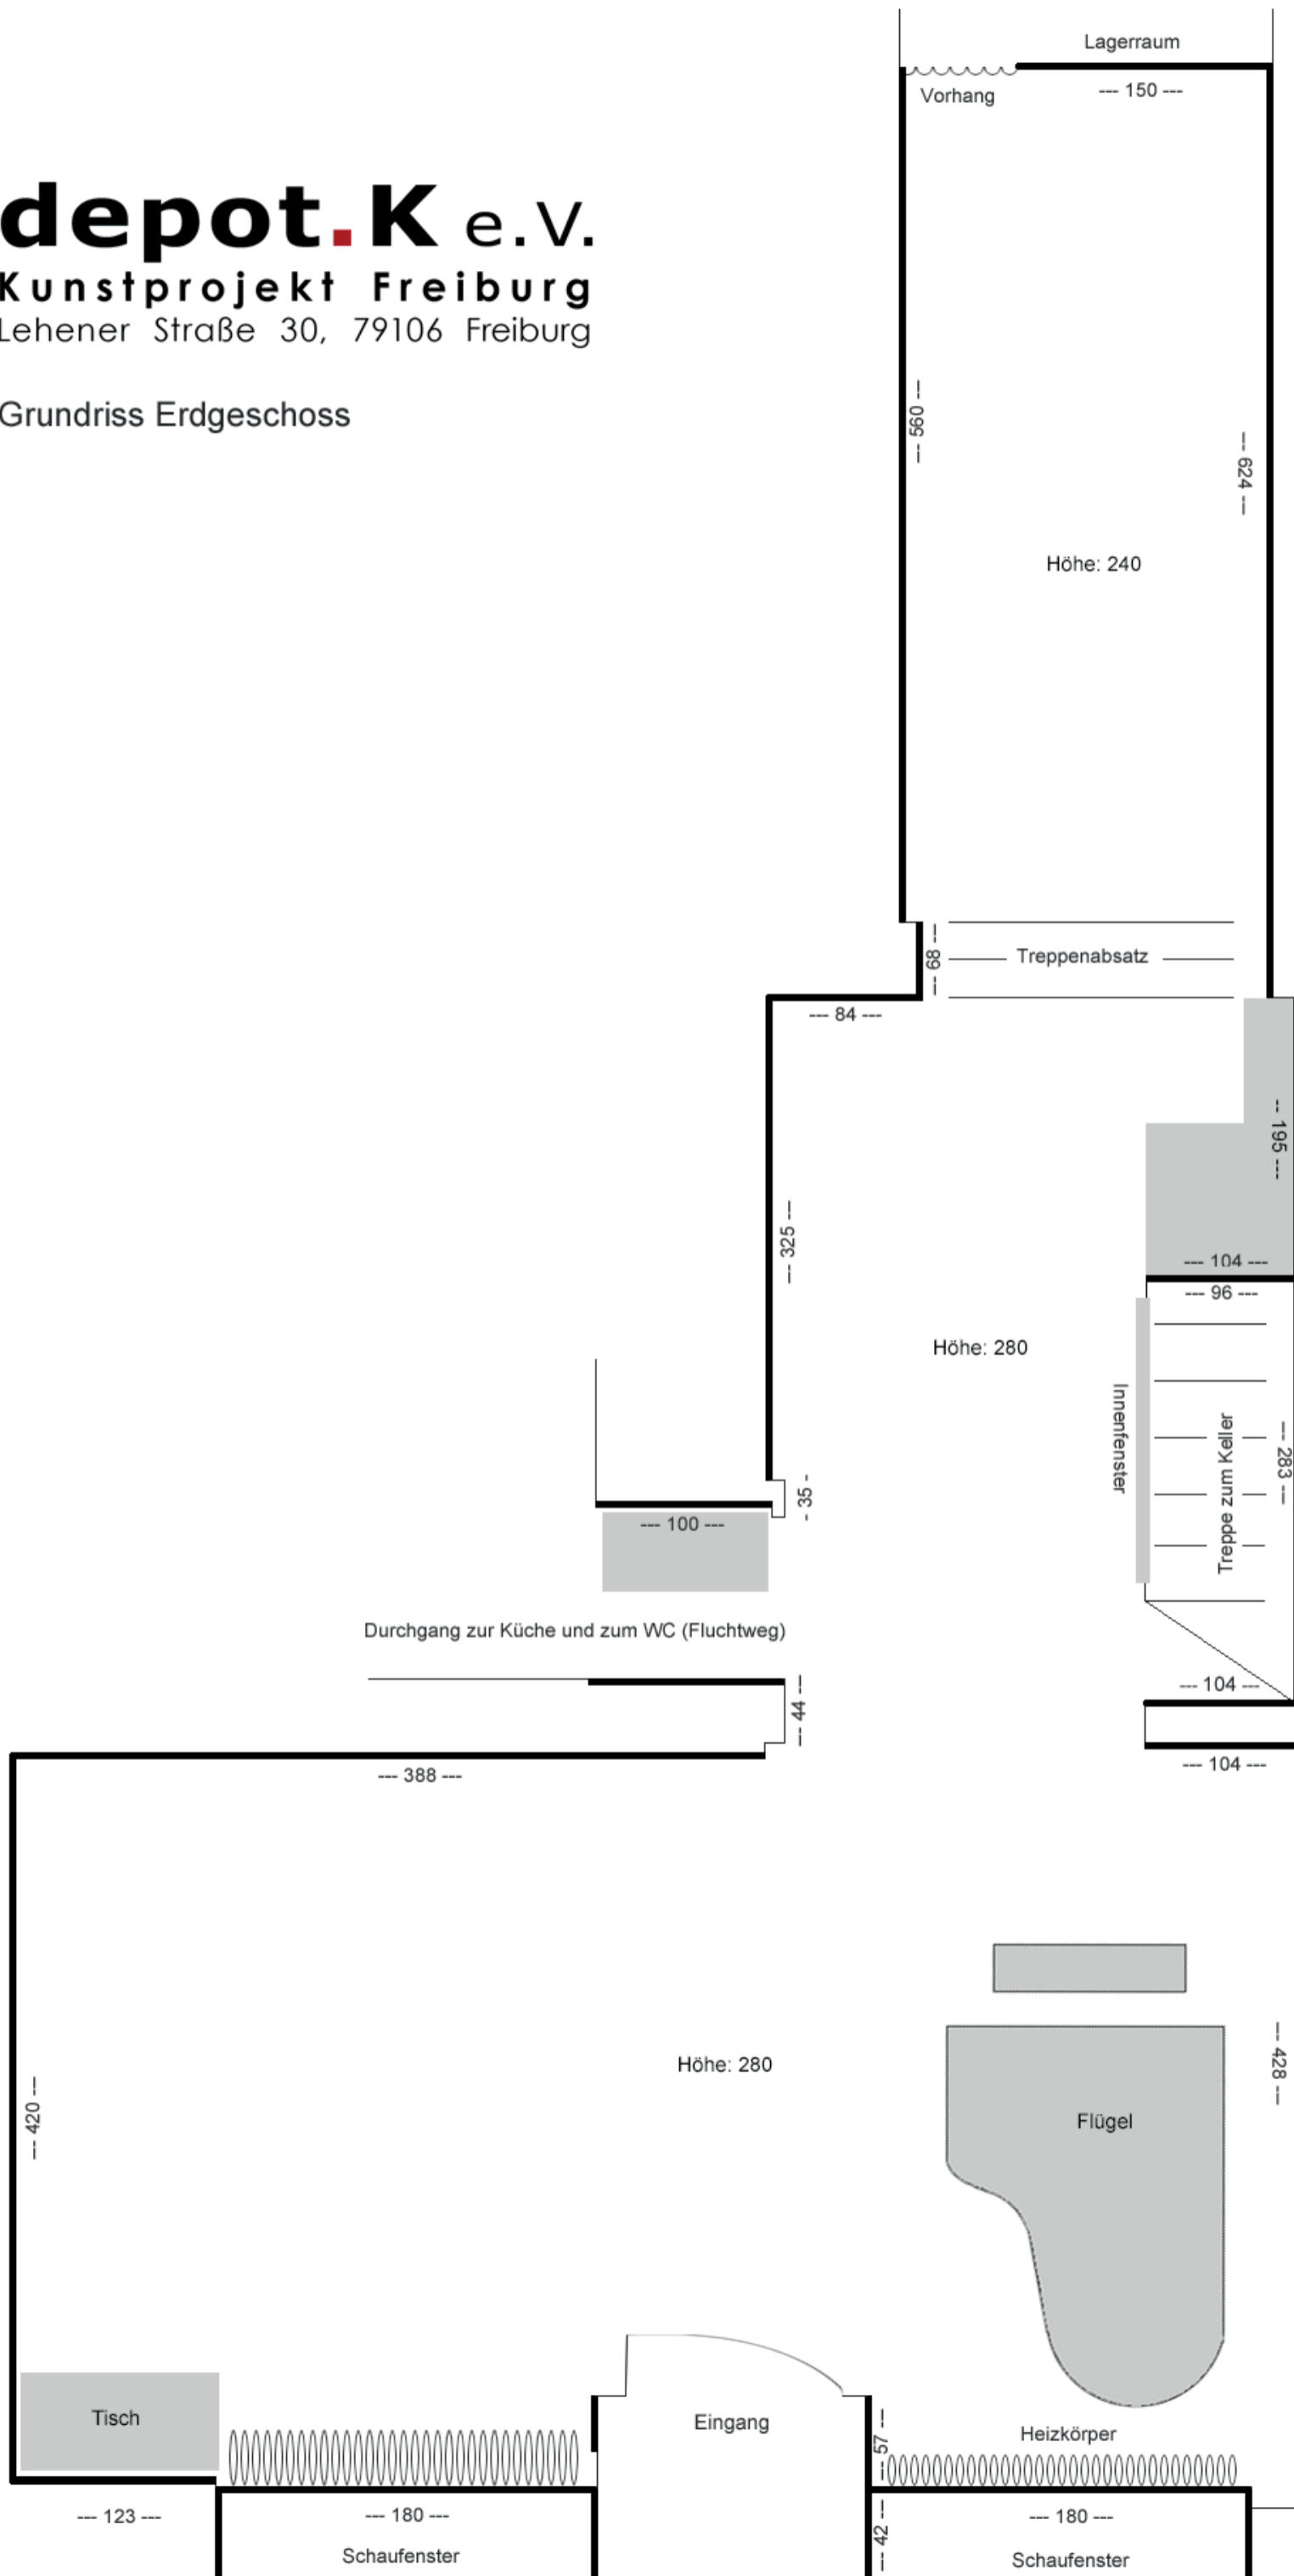 Lagerraum
Vorhang
--- 150 ---
depot.K e.V.
Kunstprojekt Freiburg
Lehener Straße 30, 79106 Freiburg
Grundriss Erdgeschoss
--- 560 ---
--- 624 ---
Höhe: 240
--- 68 ---
Treppenabsatz
--- 84 ---
-- 195 ---
--- 325 ---
--- 104 ---
--- 96 ---
Höhe: 280
Innenfenster
Treppe zum Keller
--- 283 ---
- 35 -
--- 100 ---
Durchgang zur Küche und zum WC (Fluchtweg)
--- 44 ---
--- 104 ---
--- 104 ---
--- 388 ---
--- 428 ---
Höhe: 280
--- 420 ---
Flügel
Tisch
Eingang
Heizkörper
--- 57 ---
--- 123 ---
--- 180 ---
--- 42 ---
--- 180 ---
Schaufenster
Schaufenster